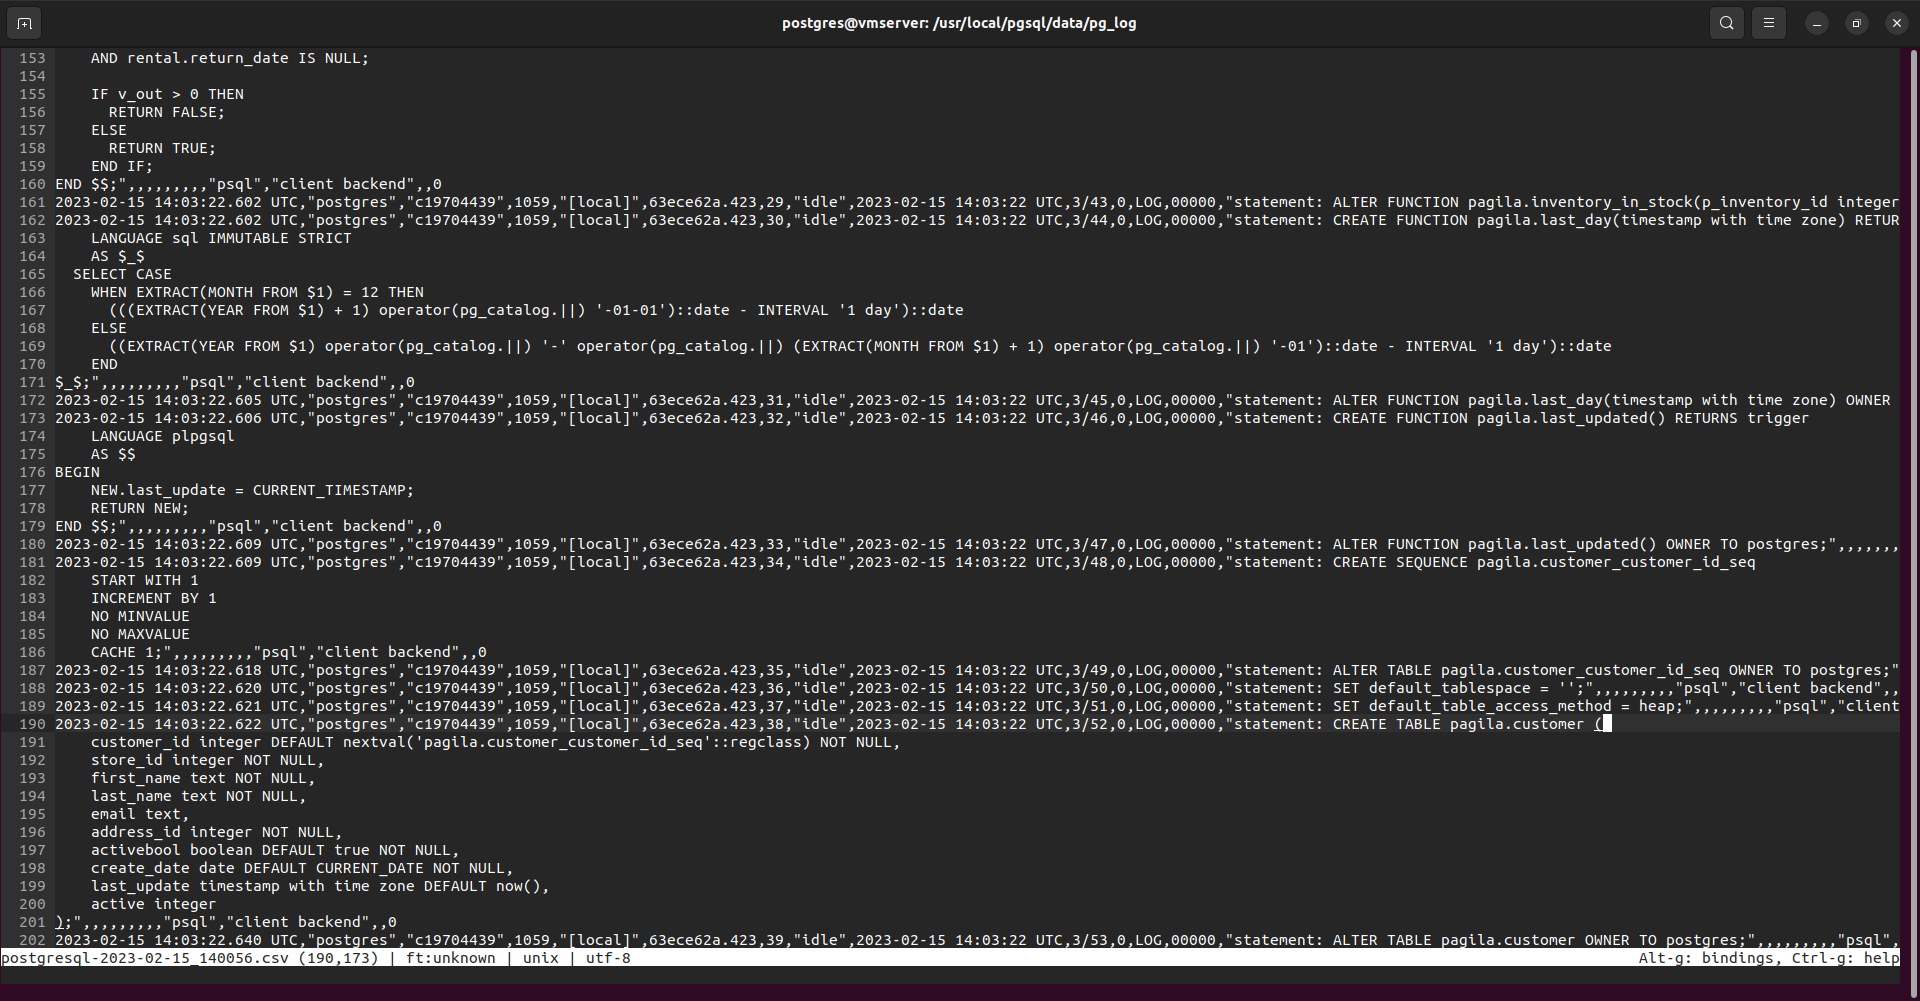 postgres@vmserver: /usr/local/pgsql/data/pg_log
153     AND rental.return_date IS NULL;
154
155     IF v_out > 0 THEN
156       RETURN FALSE;
157     ELSE
158       RETURN TRUE;
159     END IF;
160 END $$;",,,,,,,,,"psql","client backend",,0
161 2023-02-15 14:03:22.602 UTC,"postgres","c19704439",1059,"[local]",63ece62a.423,29,"idle",2023-02-15 14:03:22 UTC,3/43,0,LOG,00000,"statement: ALTER FUNCTION pagila.inventory_in_stock(p_inventory_id integer
162 2023-02-15 14:03:22.602 UTC,"postgres","c19704439",1059,"[local]",63ece62a.423,30,"idle",2023-02-15 14:03:22 UTC,3/44,0,LOG,00000,"statement: CREATE FUNCTION pagila.last_day(timestamp with time zone) RETUR
163     LANGUAGE sql IMMUTABLE STRICT
164     AS $_$
165   SELECT CASE
166     WHEN EXTRACT(MONTH FROM $1) = 12 THEN
167       (((EXTRACT(YEAR FROM $1) + 1) operator(pg_catalog.||) '-01-01')::date - INTERVAL '1 day')::date
168     ELSE
169       ((EXTRACT(YEAR FROM $1) operator(pg_catalog.||) '-' operator(pg_catalog.||) (EXTRACT(MONTH FROM $1) + 1) operator(pg_catalog.||) '-01')::date - INTERVAL '1 day')::date
170     END
171 $_$;",,,,,,,,,"psql","client backend",,0
172 2023-02-15 14:03:22.605 UTC,"postgres","c19704439",1059,"[local]",63ece62a.423,31,"idle",2023-02-15 14:03:22 UTC,3/45,0,LOG,00000,"statement: ALTER FUNCTION pagila.last_day(timestamp with time zone) OWNER
173 2023-02-15 14:03:22.606 UTC,"postgres","c19704439",1059,"[local]",63ece62a.423,32,"idle",2023-02-15 14:03:22 UTC,3/46,0,LOG,00000,"statement: CREATE FUNCTION pagila.last_updated() RETURNS trigger
174     LANGUAGE plpgsql
175     AS $$
176 BEGIN
177     NEW.last_update = CURRENT_TIMESTAMP;
178     RETURN NEW;
179 END $$;",,,,,,,,,"psql","client backend",,0
180 2023-02-15 14:03:22.609 UTC,"postgres","c19704439",1059,"[local]",63ece62a.423,33,"idle",2023-02-15 14:03:22 UTC,3/47,0,LOG,00000,"statement: ALTER FUNCTION pagila.last_updated() OWNER TO postgres;",,,,,,,
181 2023-02-15 14:03:22.609 UTC,"postgres","c19704439",1059,"[local]",63ece62a.423,34,"idle",2023-02-15 14:03:22 UTC,3/48,0,LOG,00000,"statement: CREATE SEQUENCE pagila.customer_customer_id_seq
182     START WITH 1
183     INCREMENT BY 1
184     NO MINVALUE
185     NO MAXVALUE
186     CACHE 1;",,,,,,,,,"psql","client backend",,0
187 2023-02-15 14:03:22.618 UTC,"postgres","c19704439",1059,"[local]",63ece62a.423,35,"idle",2023-02-15 14:03:22 UTC,3/49,0,LOG,00000,"statement: ALTER TABLE pagila.customer_customer_id_seq OWNER TO postgres;"
188 2023-02-15 14:03:22.620 UTC,"postgres","c19704439",1059,"[local]",63ece62a.423,36,"idle",2023-02-15 14:03:22 UTC,3/50,0,LOG,00000,"statement: SET default_tablespace = '';",,,,,,,,,"psql","client backend",,
189 2023-02-15 14:03:22.621 UTC,"postgres","c19704439",1059,"[local]",63ece62a.423,37,"idle",2023-02-15 14:03:22 UTC,3/51,0,LOG,00000,"statement: SET default_table_access_method = heap;",,,,,,,,,"psql","client
190 2023-02-15 14:03:22.622 UTC,"postgres","c19704439",1059,"[local]",63ece62a.423,38,"idle",2023-02-15 14:03:22 UTC,3/52,0,LOG,00000,"statement: CREATE TABLE pagila.customer (
191     customer_id integer DEFAULT nextval('pagila.customer_customer_id_seq'::regclass) NOT NULL,
192     store_id integer NOT NULL,
193     first_name text NOT NULL,
194     last_name text NOT NULL,
195     email text,
196     address_id integer NOT NULL,
197     activebool boolean DEFAULT true NOT NULL,
198     create_date date DEFAULT CURRENT_DATE NOT NULL,
199     last_update timestamp with time zone DEFAULT now(),
200     active integer
201 );",,,,,,,,,"psql","client backend",,0
202 2023-02-15 14:03:22.640 UTC,"postgres","c19704439",1059,"[local]",63ece62a.423,39,"idle",2023-02-15 14:03:22 UTC,3/53,0,LOG,00000,"statement: ALTER TABLE pagila.customer OWNER TO postgres;",,,,,,,,,"psql",
postgresql-2023-02-15_140056.csv (190,173) | ft:unknown | unix | utf-8 Alt-g: bindings, Ctrl-g: help